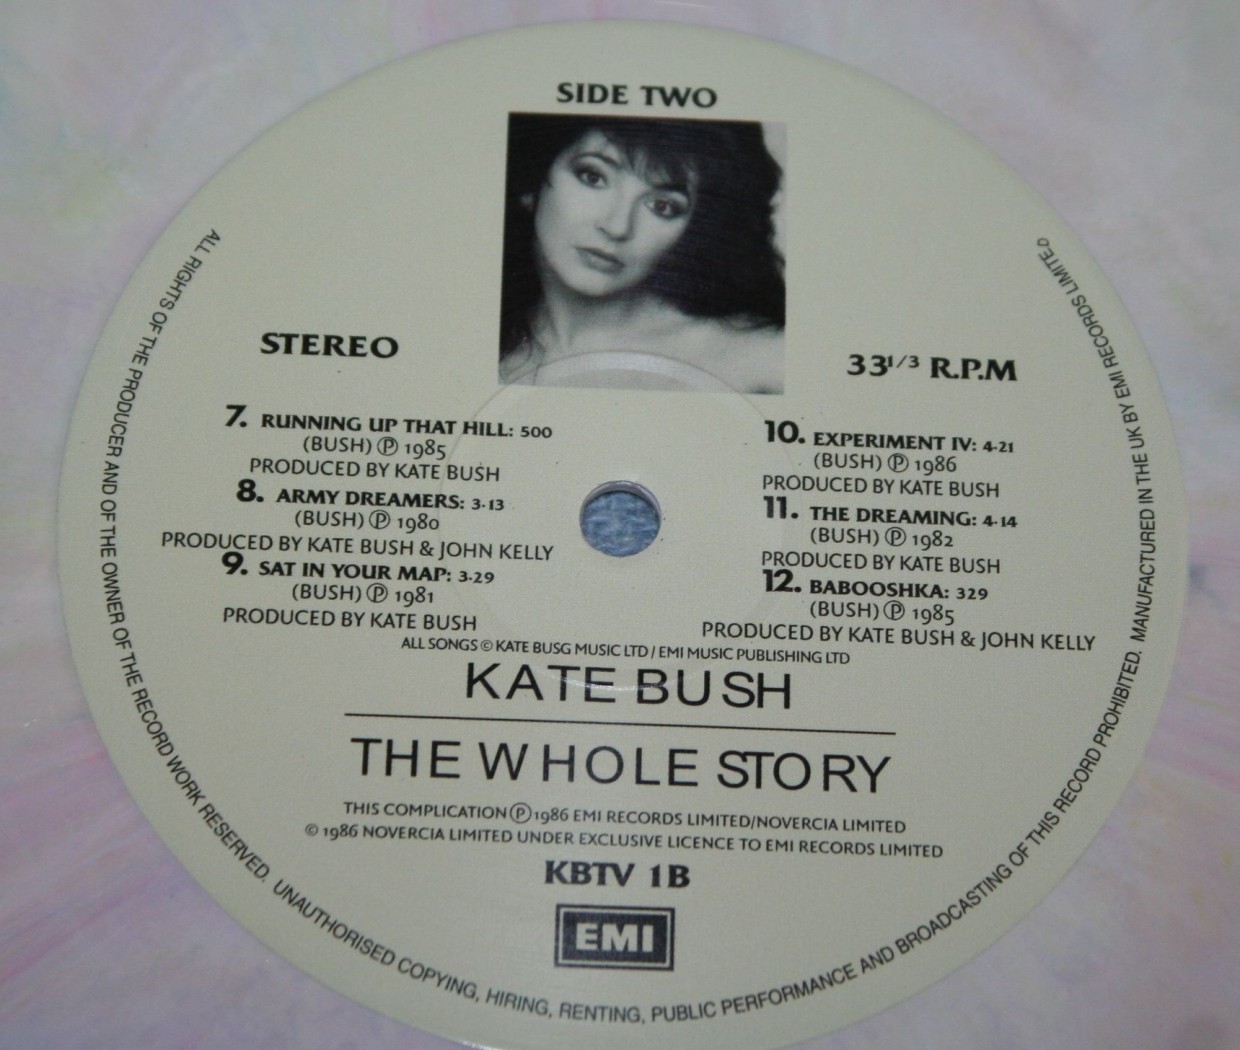 SIDE TWO
STEREO
33 1/3 R.P.M
7. RUNNING UP THAT HILL: 500
(BUSH) Ⓟ 1985
PRODUCED BY KATE BUSH
8. ARMY DREAMERS: 3·13
(BUSH) Ⓟ 1980
PRODUCED BY KATE BUSH & JOHN KELLY
9. SAT IN YOUR MAP: 3·29
(BUSH) Ⓟ 1981
PRODUCED BY KATE BUSH
10. EXPERIMENT IV: 4·21
(BUSH) Ⓟ 1986
PRODUCED BY KATE BUSH
11. THE DREAMING: 4·14
(BUSH) Ⓟ 1982
PRODUCED BY KATE BUSH
12. BABOOSHKA: 329
(BUSH) Ⓟ 1985
PRODUCED BY KATE BUSH & JOHN KELLY
ALL SONGS © KATE BUSG MUSIC LTD / EMI MUSIC PUBLISHING LTD
KATE BUSH
THE WHOLE STORY
THIS COMPLICATION Ⓟ 1986 EMI RECORDS LIMITED/NOVERCIA LIMITED
© 1986 NOVERCIA LIMITED UNDER EXCLUSIVE LICENCE TO EMI RECORDS LIMITED
KBTV 1B
EMI
ALL RIGHTS OF THE PRODUCER AND OF THE OWNER OF THE RECORD WORK RESERVED. UNAUTHORISED COPYING, HIRING, RENTING, PUBLIC PERFORMANCE AND BROADCASTING OF THIS RECORD PROHIBITED. MANUFACTURED IN THE UK BY EMI RECORDS LIMITED